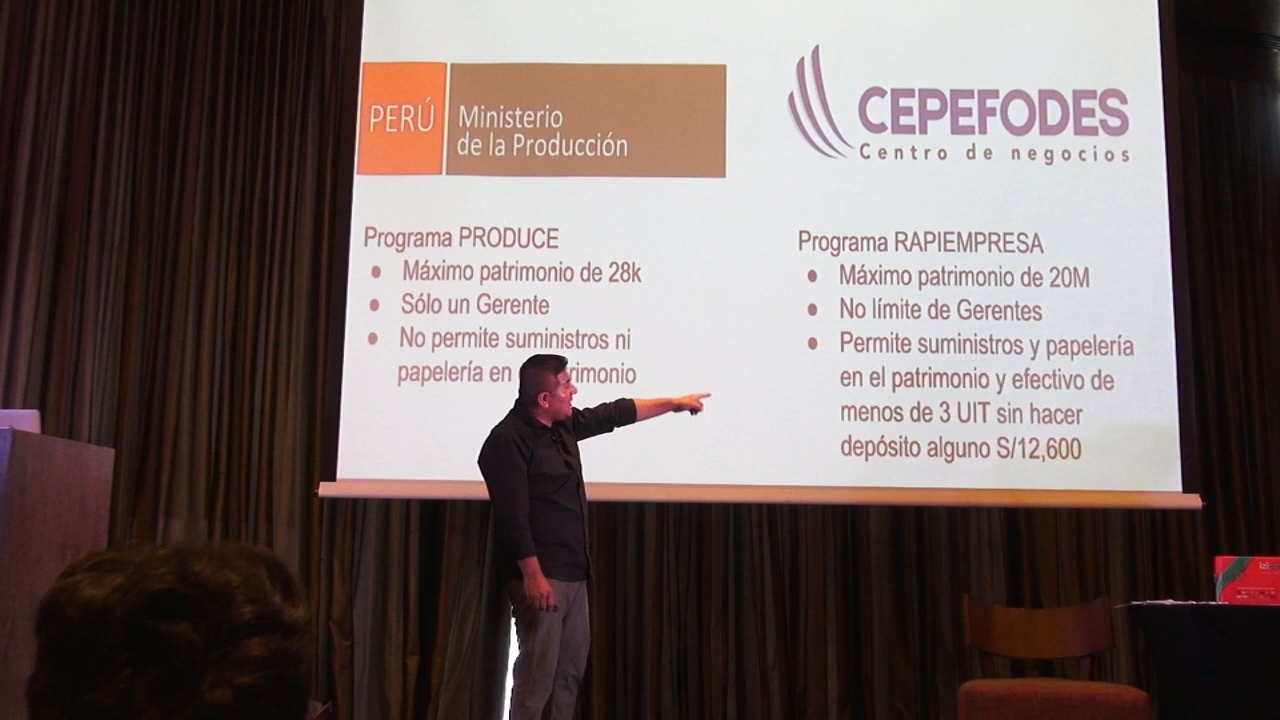 PERÚ
Ministerio
de la Producción
CEPEFODES
Centro de negocios
Programa PRODUCE
● Máximo patrimonio de 28k
● Sólo un Gerente
● No permite suministros ni
papelería en
Programa RAPIEMPRESA
● Máximo patrimonio de 20M
● No límite de Gerentes
● Permite suministros y papelería
en el patrimonio y efectivo de
menos de 3 UIT sin hacer
depósito alguno S/12,600